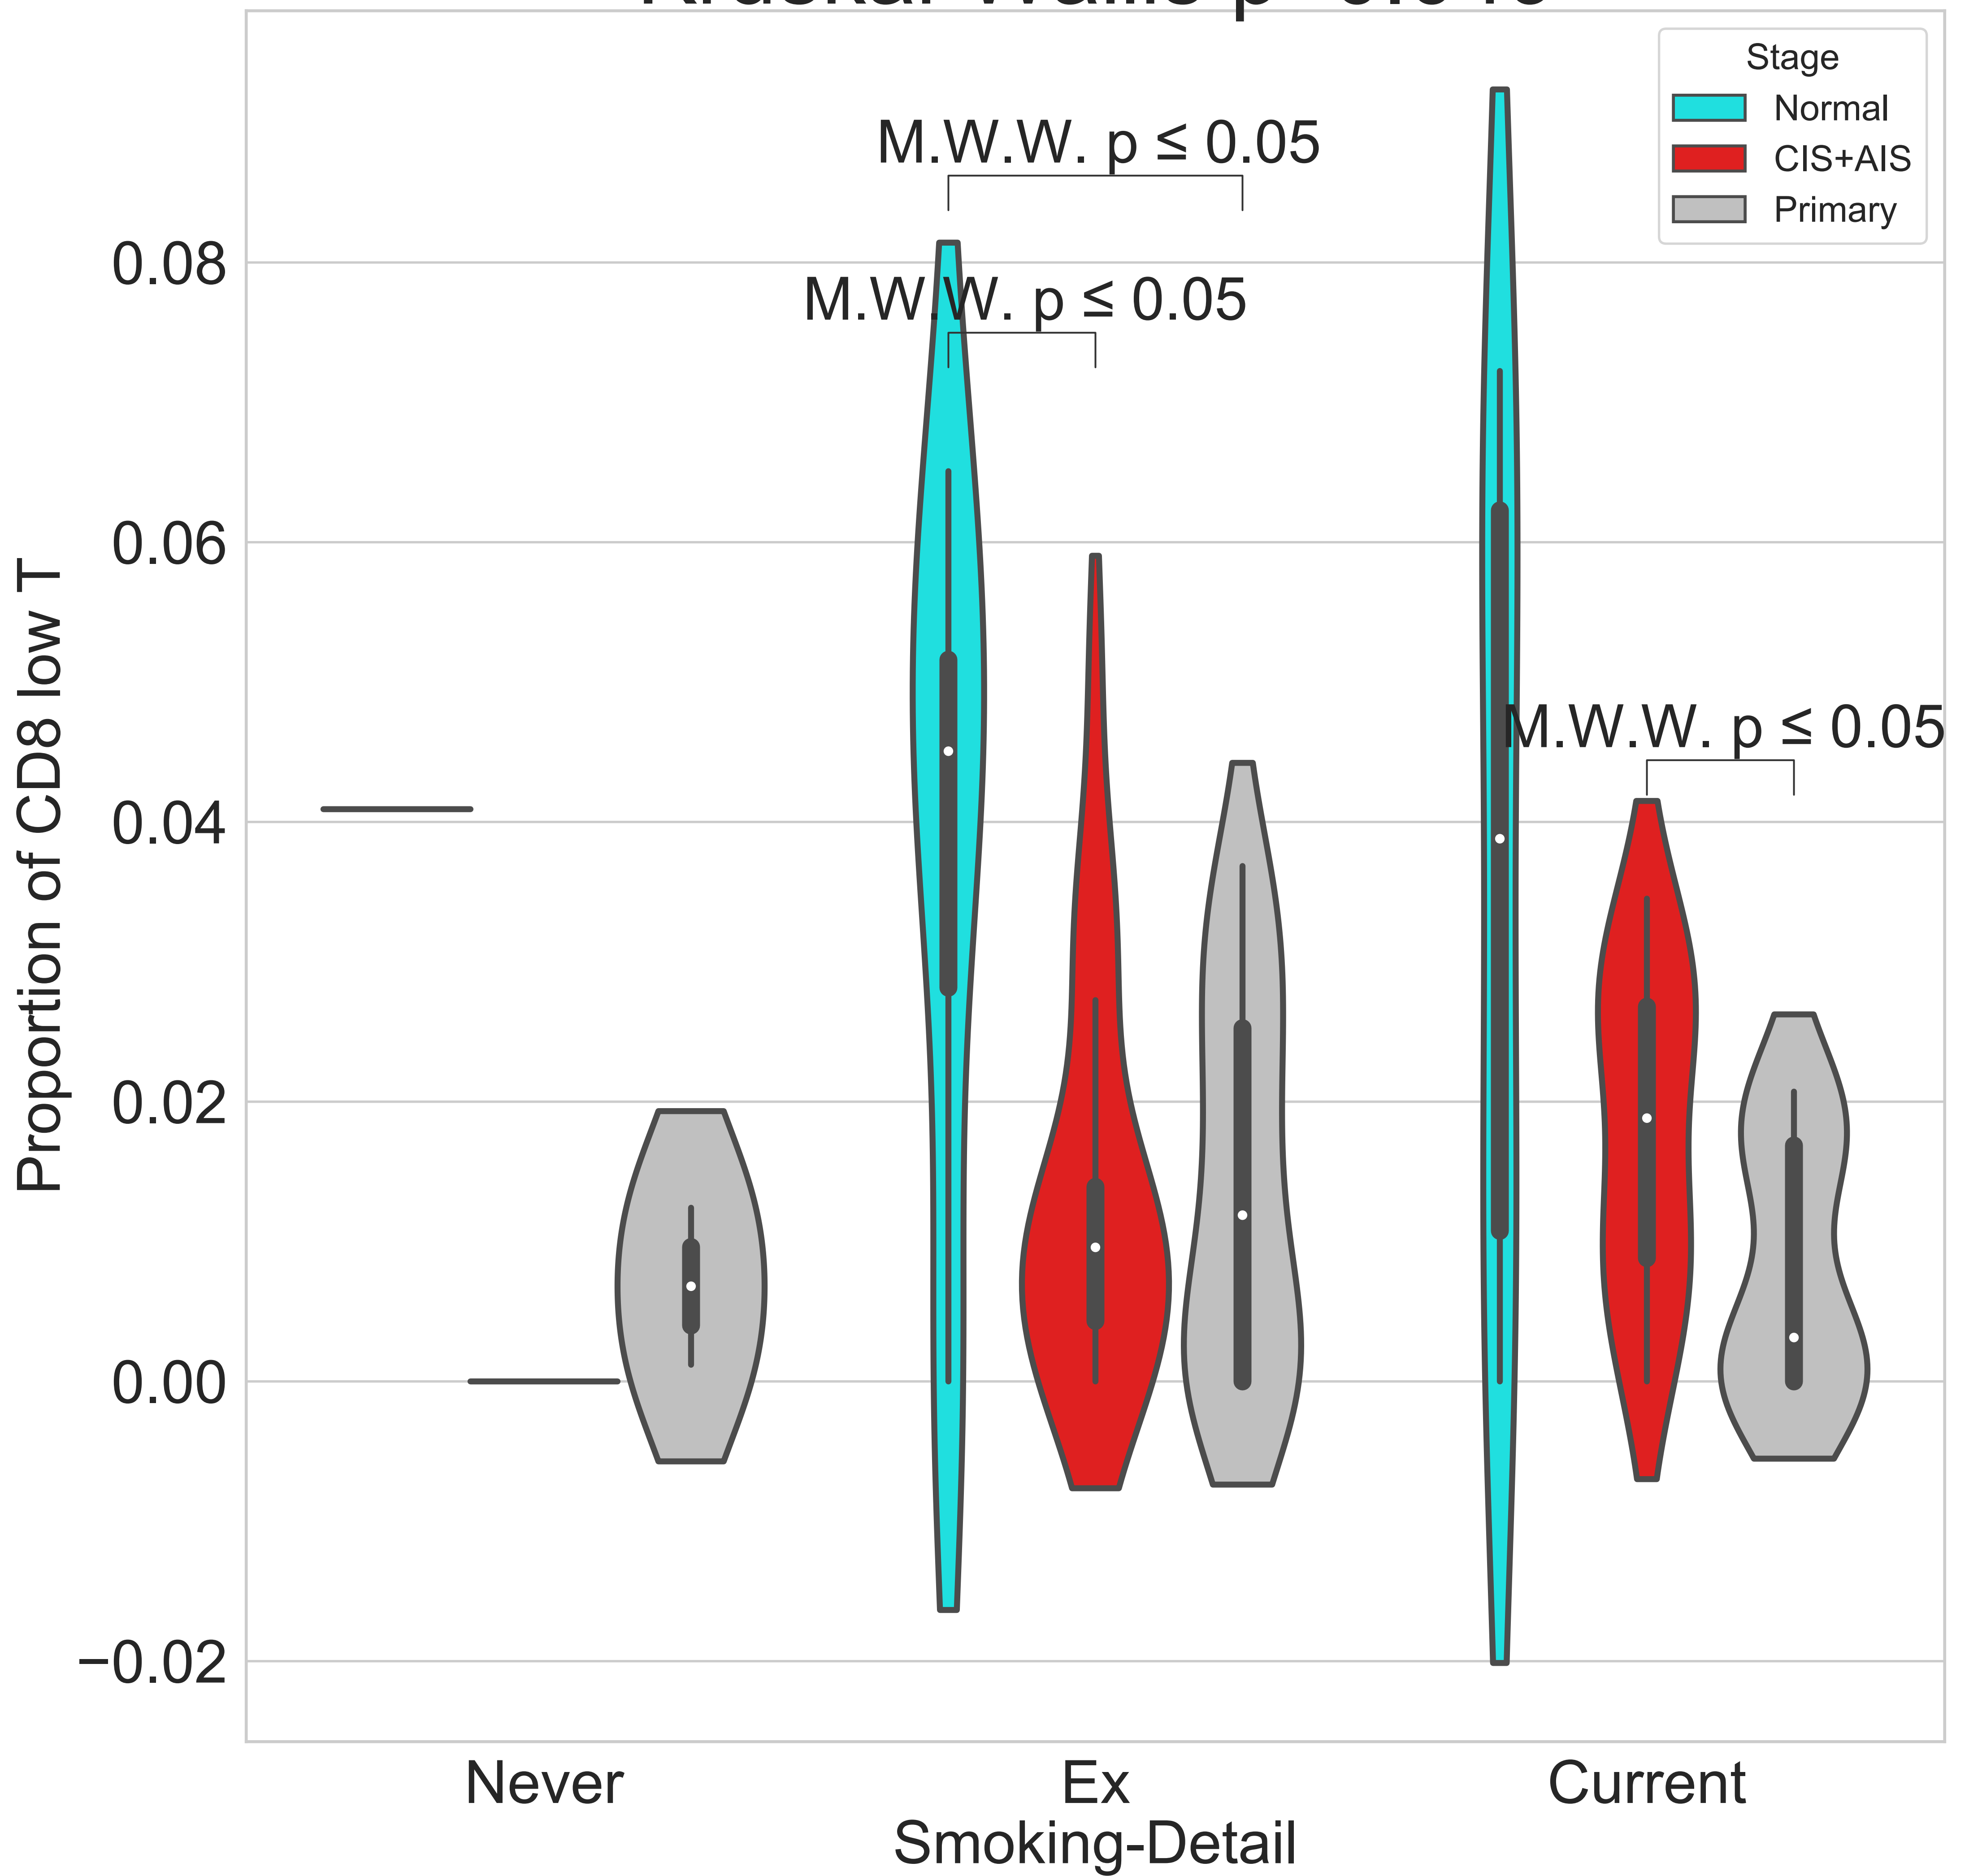 Stage
Normal
CIS+AIS
Primary
M.W.W. p ≤ 0.05
M.W.W. p ≤ 0.05
M.W.W. p ≤ 0.05
Proportion of CD8 low T
0.08
0.06
0.04
0.02
0.00
−0.02
Never
Ex
Current
Smoking-Detail